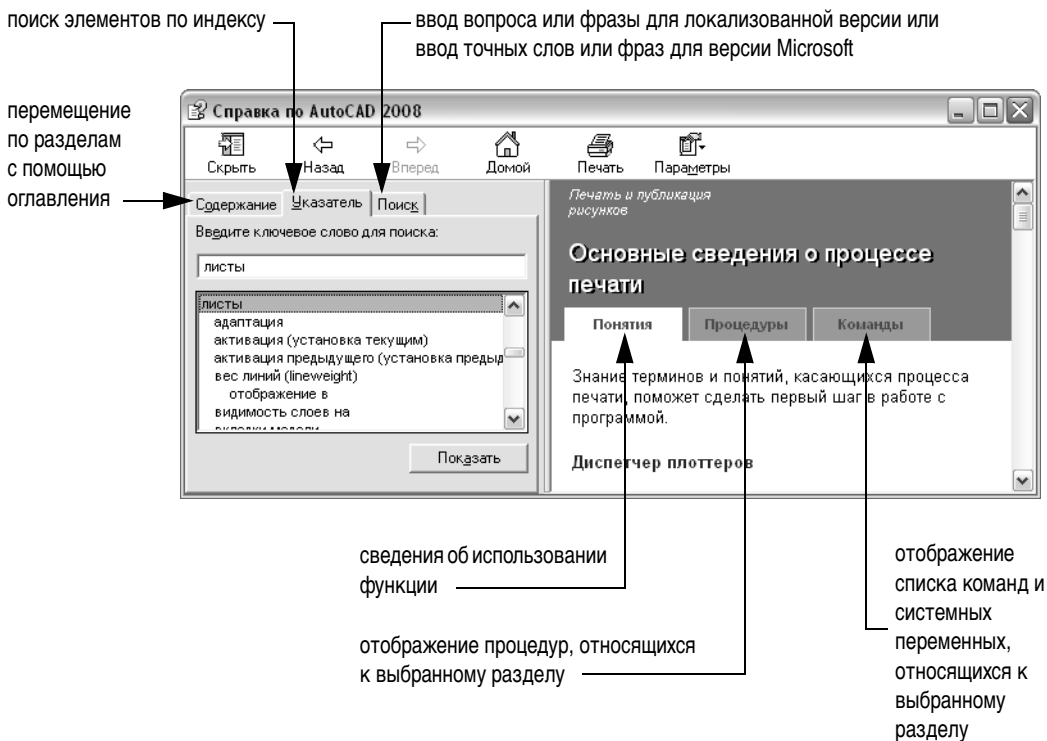 поиск элементов по индексу
ввод вопроса или фразы для локализованной версии или
ввод точных слов или фраз для версии Microsoft
перемещение
по разделам
с помощью
оглавления
Справка по AutoCAD 2008
Скрыть Назад Вперед Домой Печать Параметры
Содержание Указатель Поиск
Введите ключевое слово для поиска:
листы
листы
адаптация
активация (установка текущим)
активация предыдущего (установка предыд
вес линий (lineweight)
отображение в
видимость слоев на
вкладки модели
Показать
Печать и публикация
рисунков
Основные сведения о процессе
печати
Понятия Процедуры Команды
Знание терминов и понятий, касающихся процесса
печати, поможет сделать первый шаг в работе с
программой.
Диспетчер плоттеров
сведения об использовании
функции
отображение процедур, относящихся
к выбранному разделу
отображение
списка команд и
системных
переменных,
относящихся к
выбранному
разделу